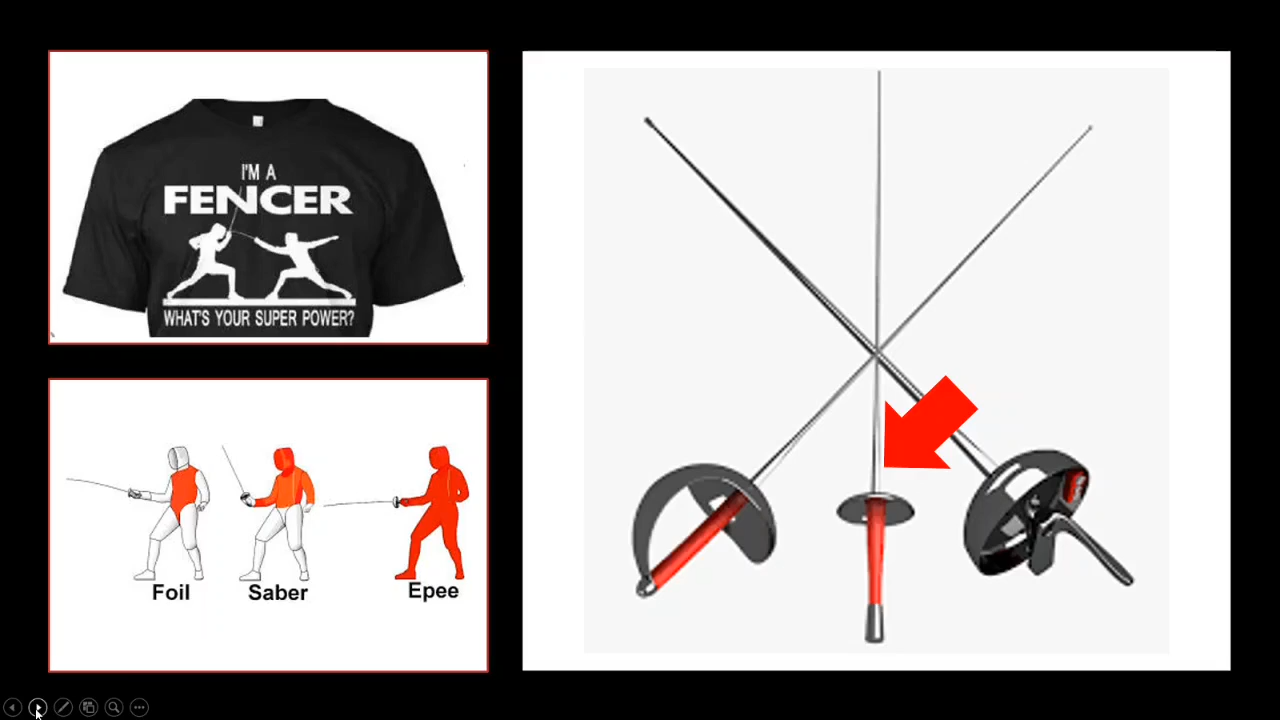 I'M A
FENCER
WHAT'S YOUR SUPER POWER?
Foil
Saber
Epee